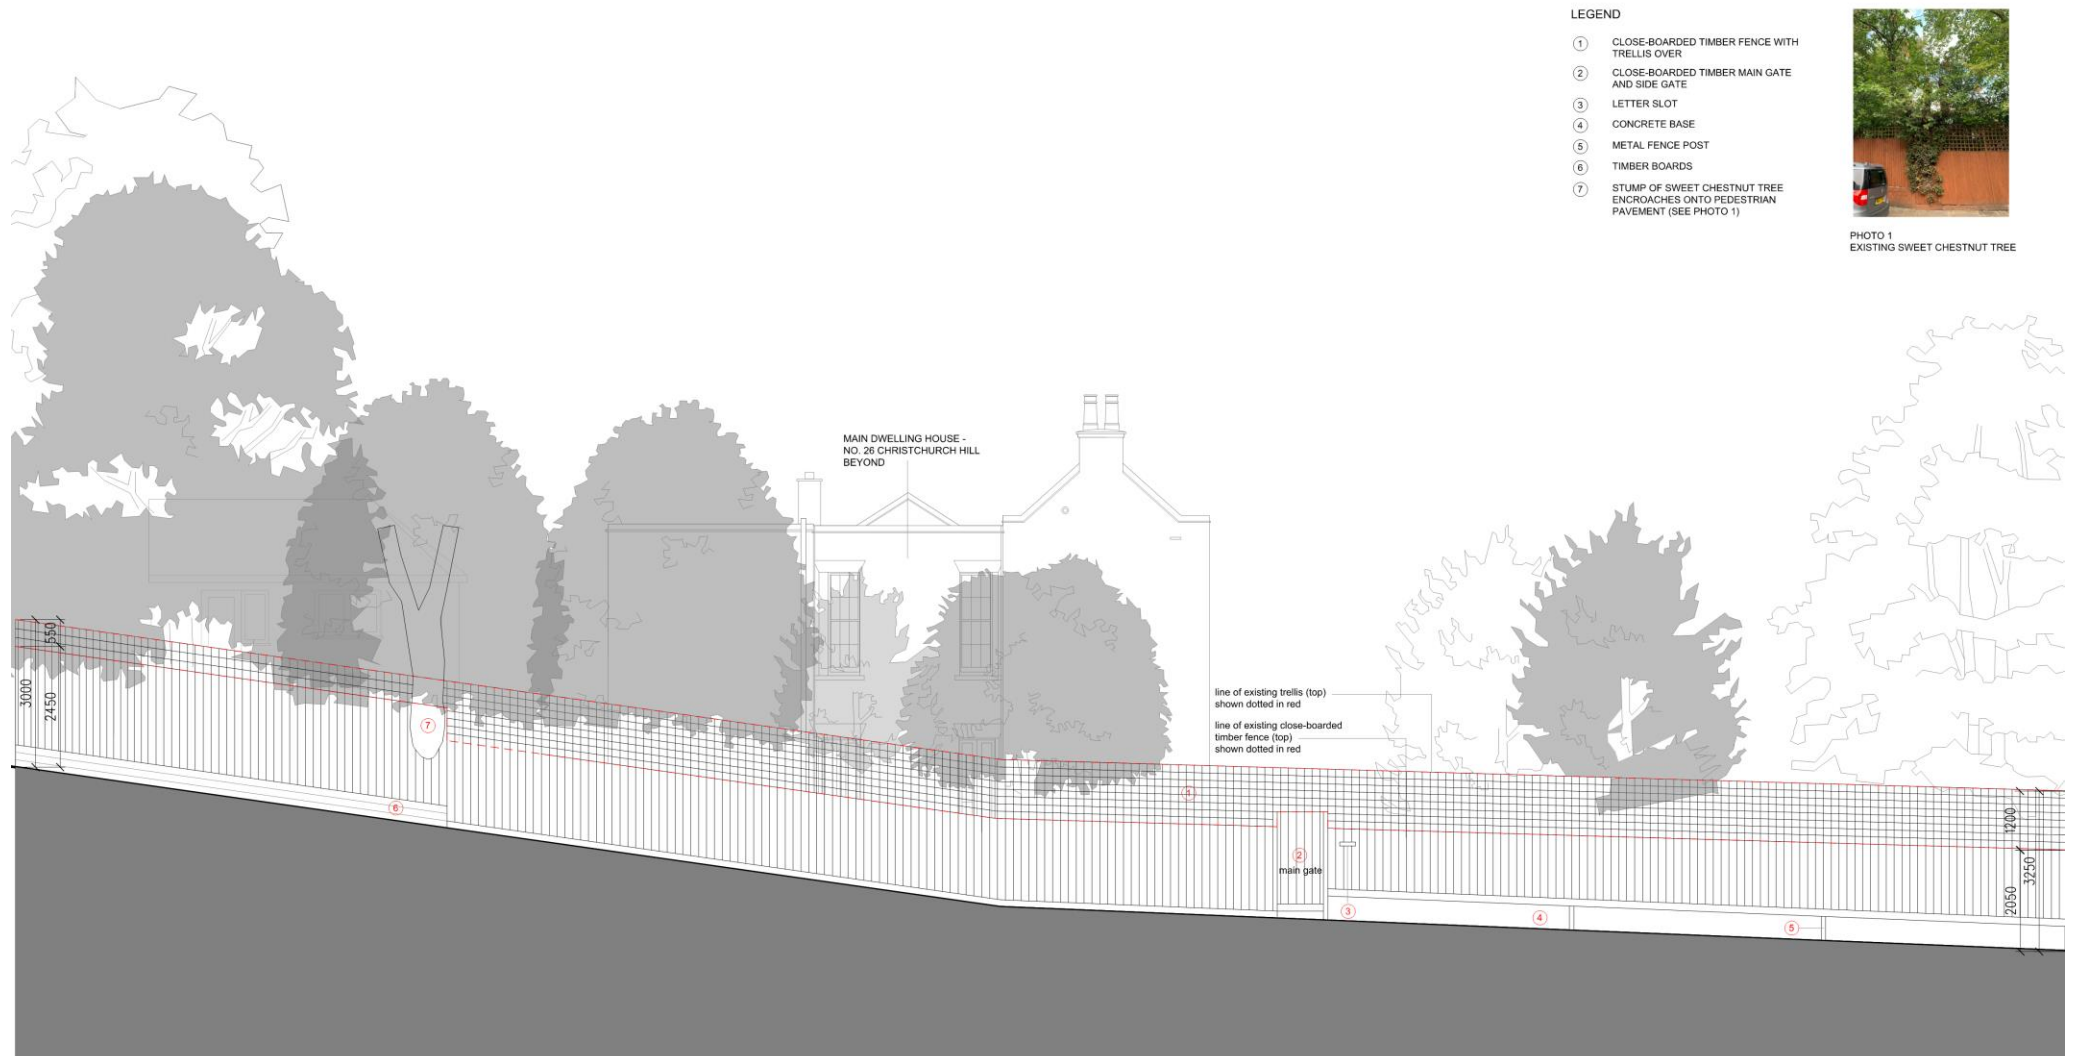 LEGEND
1 CLOSE-BOARDED TIMBER FENCE WITH
TRELLIS OVER
2 CLOSE-BOARDED TIMBER MAIN GATE
AND SIDE GATE
3 LETTER SLOT
4 CONCRETE BASE
5 METAL FENCE POST
6 TIMBER BOARDS
7 STUMP OF SWEET CHESTNUT TREE
ENCROACHES ONTO PEDESTRIAN
PAVEMENT (SEE PHOTO 1)
PHOTO 1
EXISTING SWEET CHESTNUT TREE
MAIN DWELLING HOUSE -
NO. 26 CHRISTCHURCH HILL
BEYOND
550
3000
2450
7
6
line of existing trellis (top)
shown dotted in red
line of existing close-boarded
timber fence (top)
shown dotted in red
1
2
main gate
3
4
5
1200
3250
2050